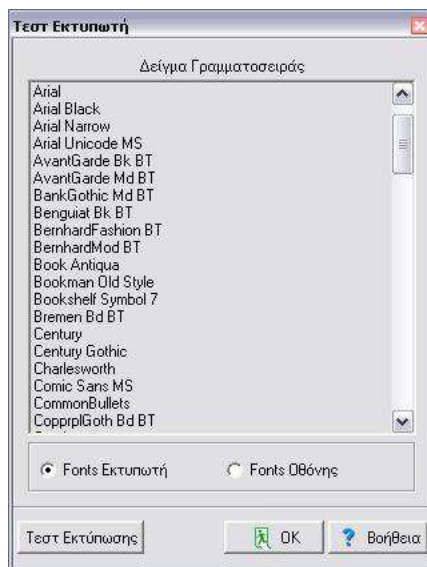 Τεστ Εκτυπωτή
Δείγμα Γραμματοσειράς
Arial
Arial Black
Arial Narrow
Arial Unicode MS
AvantGarde Bk BT
AvantGarde Md BT
BankGothic Md BT
Benguiat Bk BT
BernhardFashion BT
BernhardMod BT
Book Antiqua
Bookman Old Style
Bookshelf Symbol 7
Bremen Bd BT
Century
Century Gothic
Charlesworth
Comic Sans MS
CommonBullets
CopprplGoth Bd BT
Fonts Εκτυπωτή Fonts Οθόνης
Τεστ Εκτύπωσης OK ? Βοήθεια